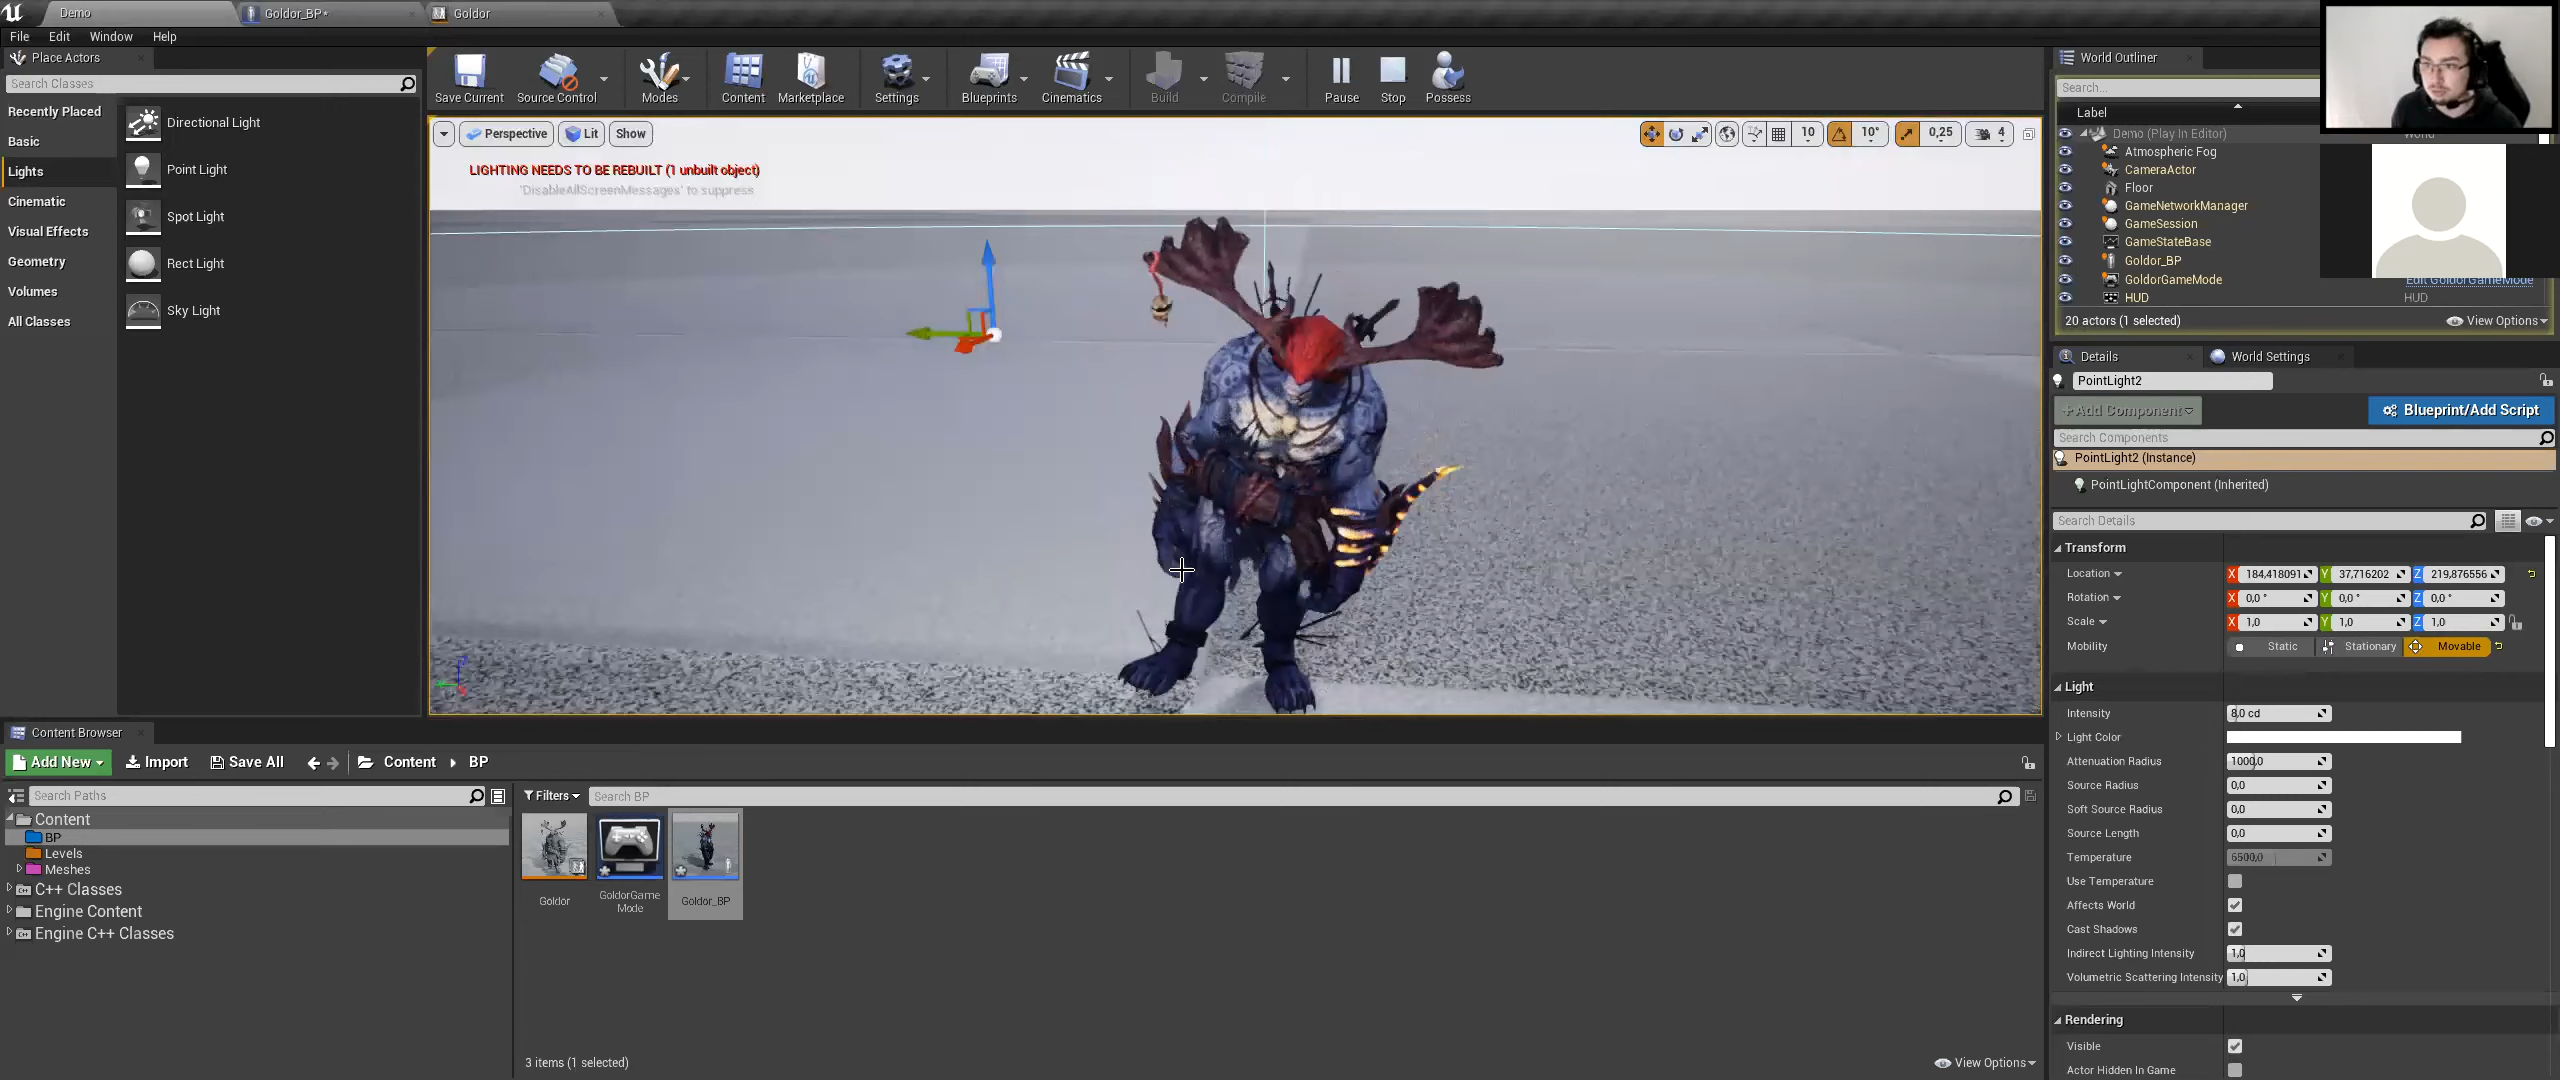 Demo
Goldor_BP*
Goldor
File Edit Window Help
Place Actors
Search Classes
Recently Placed
Basic
Lights
Cinematic
Visual Effects
Geometry
Volumes
All Classes
Directional Light
Point Light
Spot Light
Rect Light
Sky Light
Save Current
Source Control
Modes
Content
Marketplace
Settings
Blueprints
Cinematics
Build
Compile
Pause
Stop
Possess
Perspective
Lit
Show
10
10°
0,25
4
LIGHTING NEEDS TO BE REBUILT (1 unbuilt object)
'DisableAllScreenMessages' to suppress
World Outliner
Search...
Label
Demo (Play In Editor)
World
Atmospheric Fog
CameraActor
Floor
GameNetworkManager
GameSession
GameStateBase
Goldor_BP
GoldorGameMode
Edit GoldorGameMode
HUD
HUD
20 actors (1 selected)
View Options
Details
World Settings
PointLight2
+Add Component
Blueprint/Add Script
Search Components
PointLight2 (Instance)
PointLightComponent (Inherited)
Search Details
Transform
Location X 184,418091 Y 37,716202 Z 219,876556
Rotation X 0,0 ° Y 0,0 ° Z 0,0 °
Scale X 1,0 Y 1,0 Z 1,0
Mobility Static Stationary Movable
Light
Intensity 8,0 cd
Light Color
Attenuation Radius 1000,0
Source Radius 0,0
Soft Source Radius 0,0
Source Length 0,0
Temperature 6500,0
Use Temperature
Affects World
Cast Shadows
Indirect Lighting Intensity 1,0
Volumetric Scattering Intensity 1,0
Rendering
Visible
Actor Hidden In Game
Content Browser
Add New Import Save All Content BP
Search Paths
Content
BP
Levels
Meshes
C++ Classes
Engine Content
Engine C++ Classes
Filters
Search BP
Goldor
GoldorGame
Mode
Goldor_BP
3 items (1 selected)
View Options